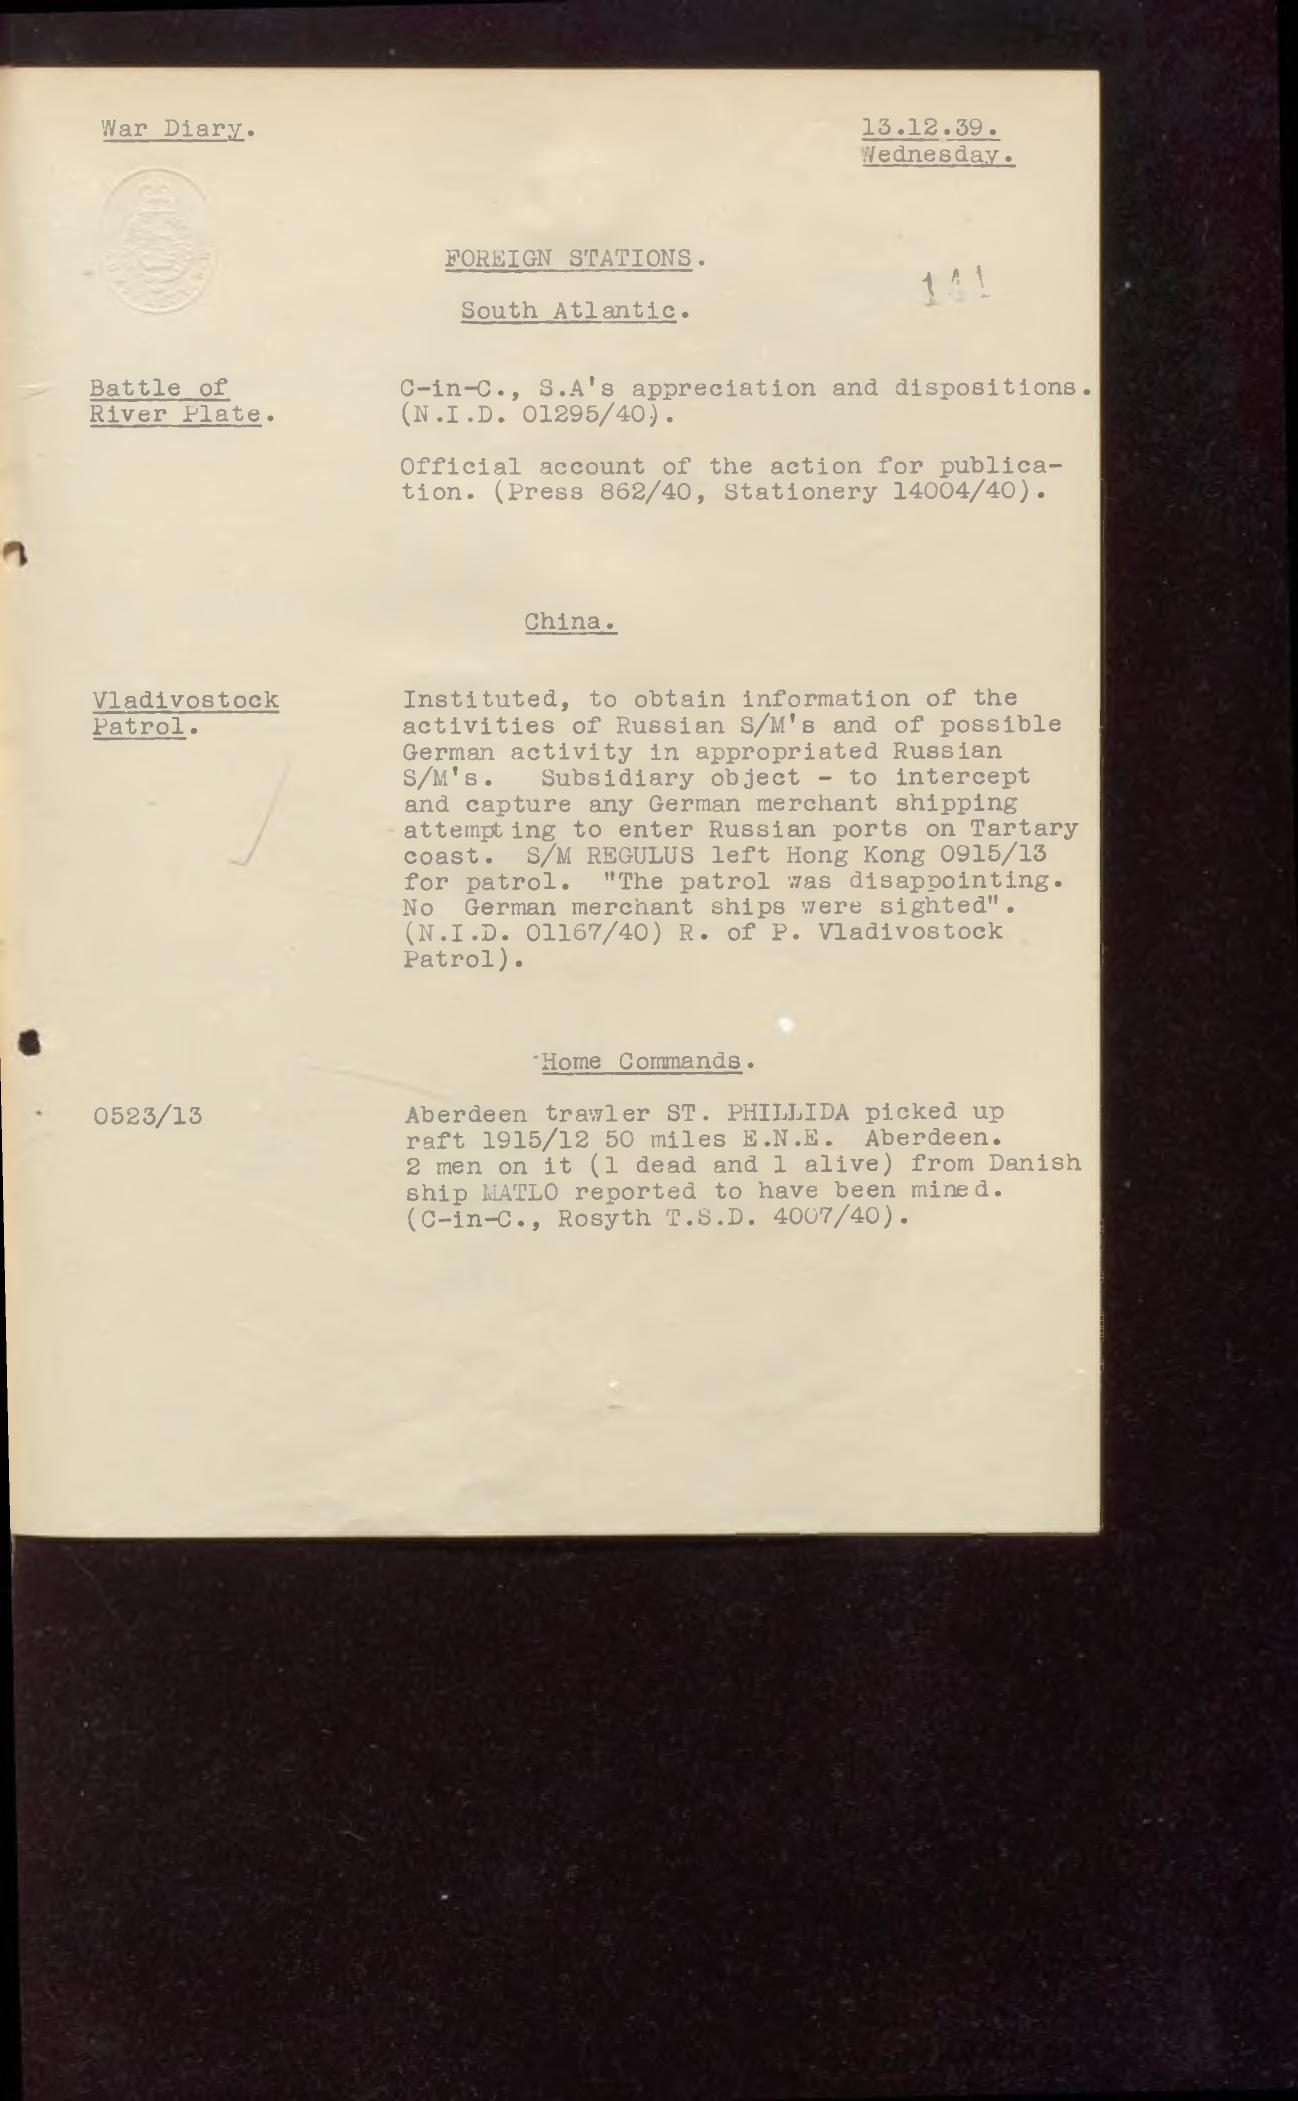 War Diary.
13.12.39.
Wednesday.
FOREIGN STATIONS.
141
South Atlantic.
Battle of
River Plate.
C-in-C., S.A's appreciation and dispositions.
(N.I.D. 01295/40).
Official account of the action for publica-
tion. (Press 862/40, Stationery 14004/40).
China.
Vladivostock
Patrol.
Instituted, to obtain information of the
activities of Russian S/M's and of possible
German activity in appropriated Russian
S/M's. Subsidiary object - to intercept
and capture any German merchant shipping
attempting to enter Russian ports on Tartary
coast. S/M REGULUS left Hong Kong 0915/13
for patrol. "The patrol was disappointing.
No German merchant ships were sighted".
(N.I.D. 01167/40) R. of P. Vladivostock
Patrol).
Home Commands.
0523/13
Aberdeen trawler ST. PHILLIDA picked up
raft 1915/12 50 miles E.N.E. Aberdeen.
2 men on it (1 dead and 1 alive) from Danish
ship MATLO reported to have been mined.
(C-in-C., Rosyth T.S.D. 4007/40).